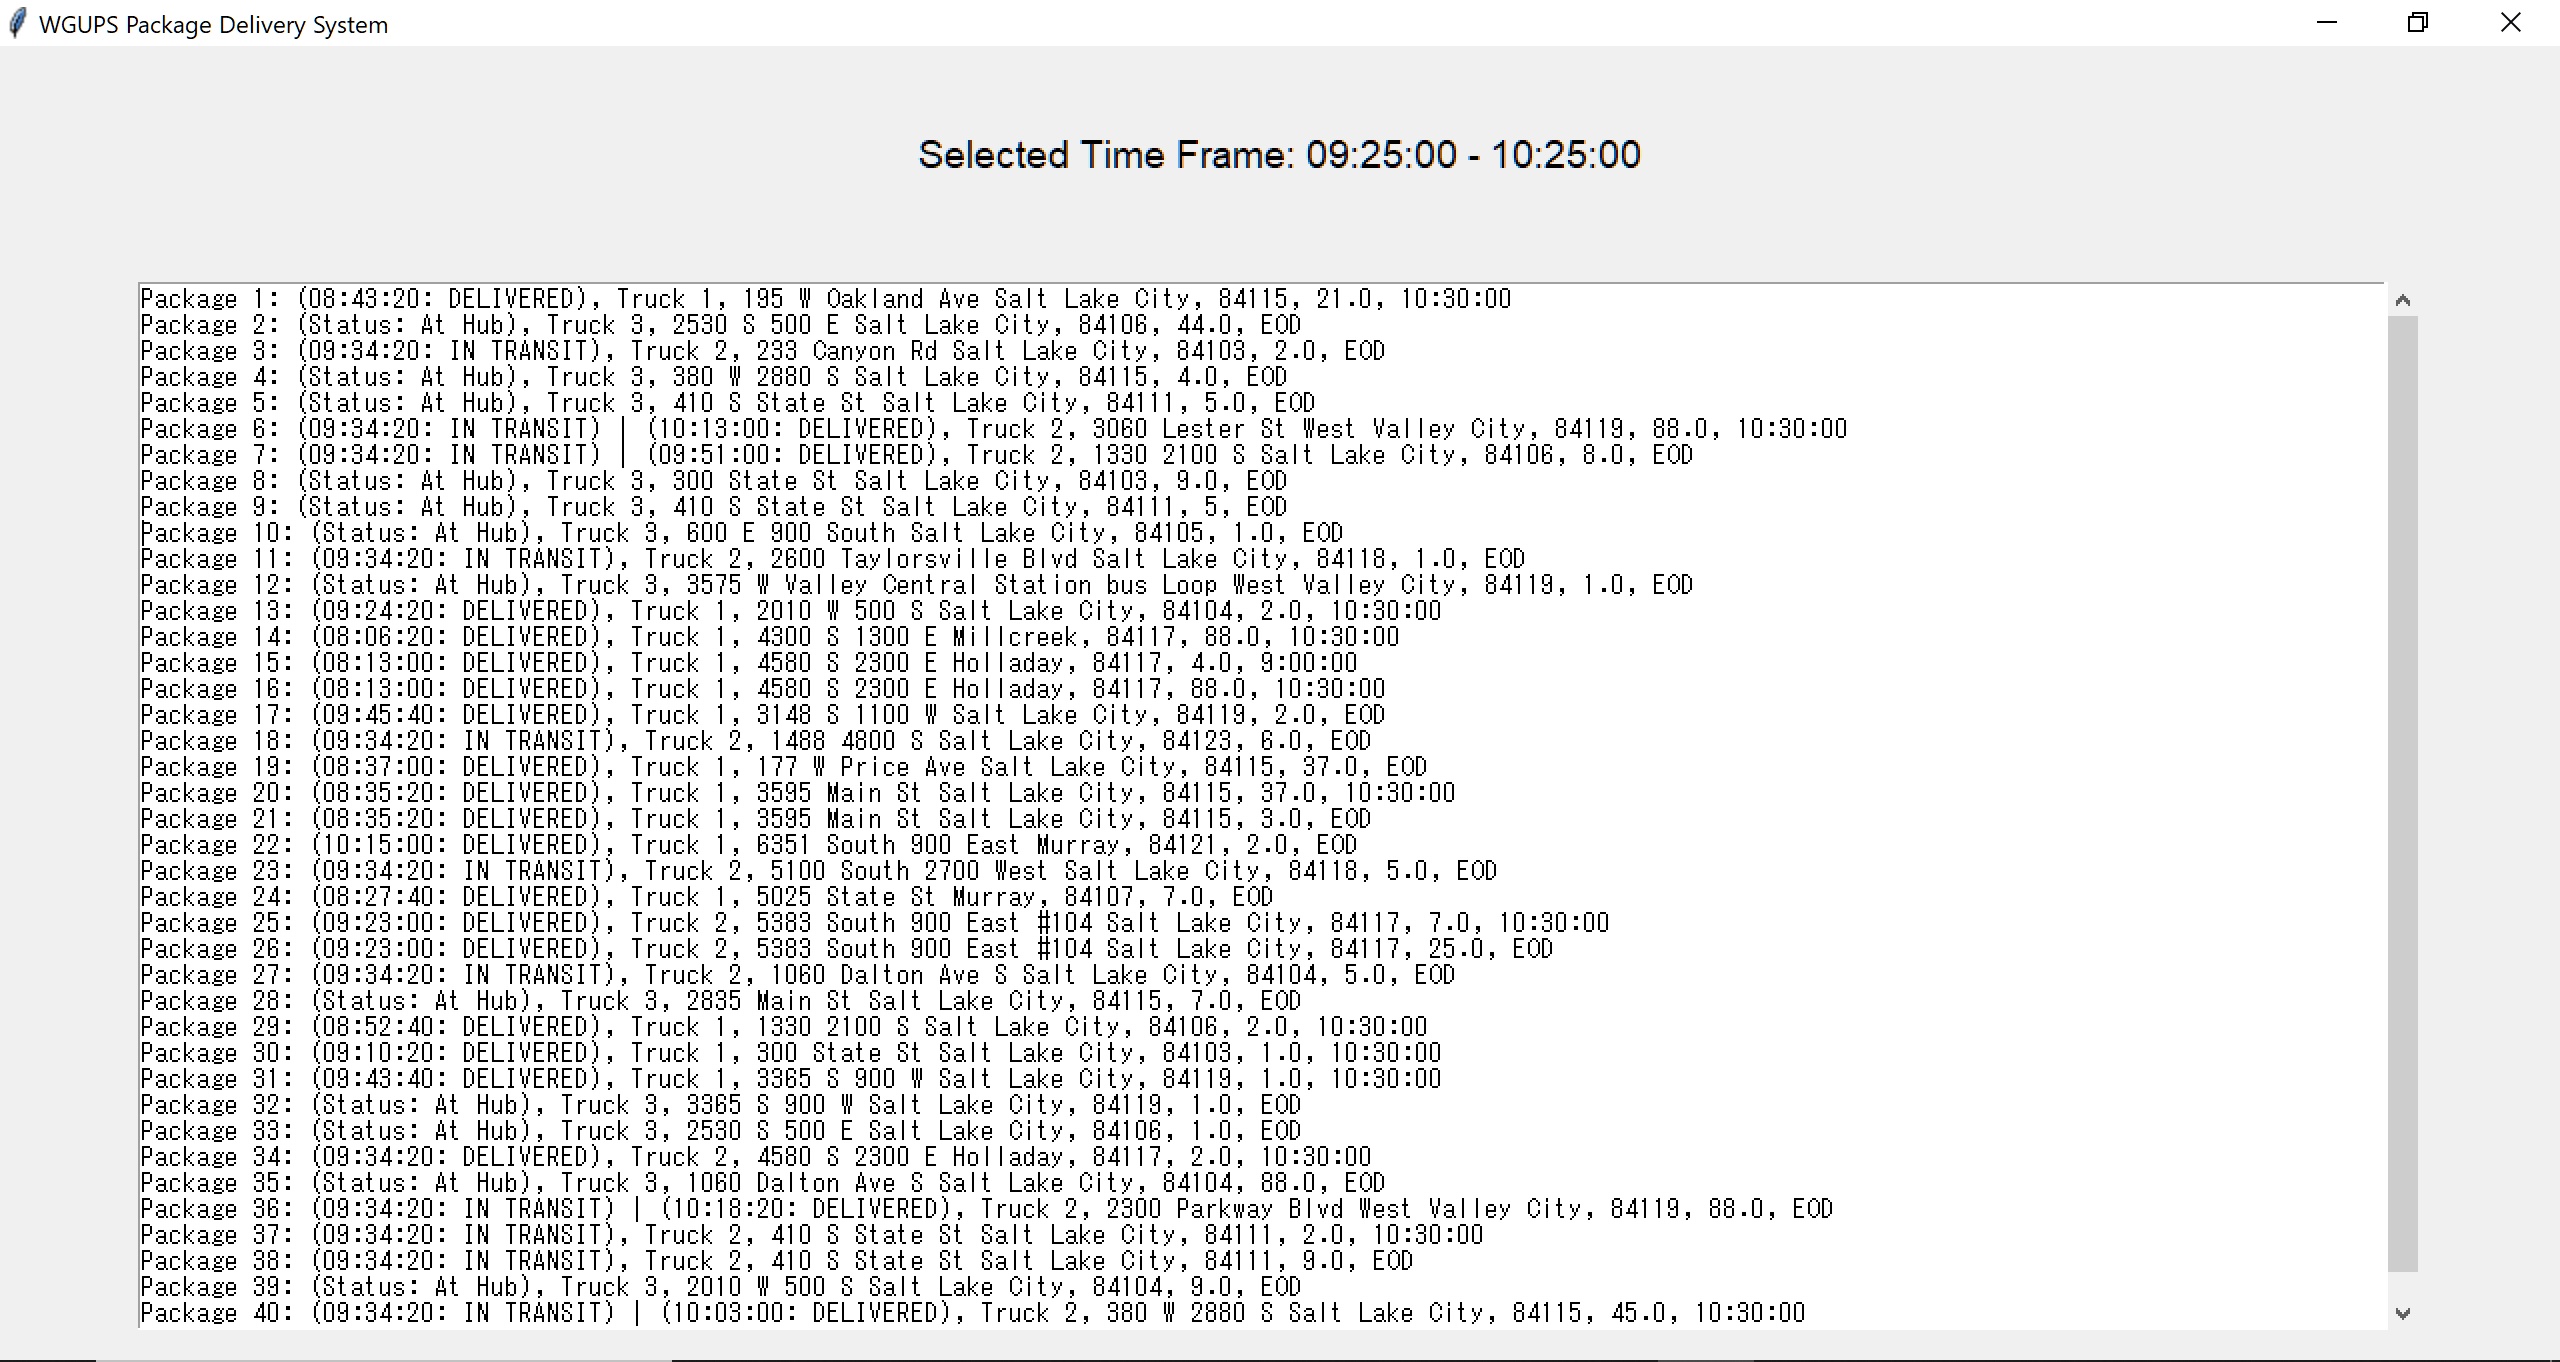 WGUPS Package Delivery System
Selected Time Frame: 09:25:00 - 10:25:00
Package 1: (08:43:20: DELIVERED), Truck 1, 195 W Oakland Ave Salt Lake City, 84115, 21.0, 10:30:00
Package 2: (Status: At Hub), Truck 3, 2530 S 500 E Salt Lake City, 84106, 44.0, EOD
Package 3: (09:34:20: IN TRANSIT), Truck 2, 233 Canyon Rd Salt Lake City, 84103, 2.0, EOD
Package 4: (Status: At Hub), Truck 3, 380 W 2880 S Salt Lake City, 84115, 4.0, EOD
Package 5: (Status: At Hub), Truck 3, 410 S State St Salt Lake City, 84111, 5.0, EOD
Package 6: (09:34:20: IN TRANSIT) | (10:13:00: DELIVERED), Truck 2, 3060 Lester St West Valley City, 84119, 88.0, 10:30:00
Package 7: (09:34:20: IN TRANSIT) | (09:51:00: DELIVERED), Truck 2, 1330 2100 S Salt Lake City, 84106, 8.0, EOD
Package 8: (Status: At Hub), Truck 3, 300 State St Salt Lake City, 84103, 9.0, EOD
Package 9: (Status: At Hub), Truck 3, 410 S State St Salt Lake City, 84111, 5, EOD
Package 10: (Status: At Hub), Truck 3, 600 E 900 South Salt Lake City, 84105, 1.0, EOD
Package 11: (09:34:20: IN TRANSIT), Truck 2, 2600 Taylorsville Blvd Salt Lake City, 84118, 1.0, EOD
Package 12: (Status: At Hub), Truck 3, 3575 W Valley Central Station bus Loop West Valley City, 84119, 1.0, EOD
Package 13: (09:24:20: DELIVERED), Truck 1, 2010 W 500 S Salt Lake City, 84104, 2.0, 10:30:00
Package 14: (08:06:20: DELIVERED), Truck 1, 4300 S 1300 E Millcreek, 84117, 88.0, 10:30:00
Package 15: (08:13:00: DELIVERED), Truck 1, 4580 S 2300 E Holladay, 84117, 4.0, 9:00:00
Package 16: (08:13:00: DELIVERED), Truck 1, 4580 S 2300 E Holladay, 84117, 88.0, 10:30:00
Package 17: (09:45:40: DELIVERED), Truck 1, 3148 S 1100 W Salt Lake City, 84119, 2.0, EOD
Package 18: (09:34:20: IN TRANSIT), Truck 2, 1488 4800 S Salt Lake City, 84123, 6.0, EOD
Package 19: (08:37:00: DELIVERED), Truck 1, 177 W Price Ave Salt Lake City, 84115, 37.0, EOD
Package 20: (08:35:20: DELIVERED), Truck 1, 3595 Main St Salt Lake City, 84115, 37.0, 10:30:00
Package 21: (08:35:20: DELIVERED), Truck 1, 3595 Main St Salt Lake City, 84115, 3.0, EOD
Package 22: (10:15:00: DELIVERED), Truck 1, 6351 South 900 East Murray, 84121, 2.0, EOD
Package 23: (09:34:20: IN TRANSIT), Truck 2, 5100 South 2700 West Salt Lake City, 84118, 5.0, EOD
Package 24: (08:27:40: DELIVERED), Truck 1, 5025 State St Murray, 84107, 7.0, EOD
Package 25: (09:23:00: DELIVERED), Truck 2, 5383 South 900 East #104 Salt Lake City, 84117, 7.0, 10:30:00
Package 26: (09:23:00: DELIVERED), Truck 2, 5383 South 900 East #104 Salt Lake City, 84117, 25.0, EOD
Package 27: (09:34:20: IN TRANSIT), Truck 2, 1060 Dalton Ave S Salt Lake City, 84104, 5.0, EOD
Package 28: (Status: At Hub), Truck 3, 2835 Main St Salt Lake City, 84115, 7.0, EOD
Package 29: (08:52:40: DELIVERED), Truck 1, 1330 2100 S Salt Lake City, 84106, 2.0, 10:30:00
Package 30: (09:10:20: DELIVERED), Truck 1, 300 State St Salt Lake City, 84103, 1.0, 10:30:00
Package 31: (09:43:40: DELIVERED), Truck 1, 3365 S 900 W Salt Lake City, 84119, 1.0, 10:30:00
Package 32: (Status: At Hub), Truck 3, 3365 S 900 W Salt Lake City, 84119, 1.0, EOD
Package 33: (Status: At Hub), Truck 3, 2530 S 500 E Salt Lake City, 84106, 1.0, EOD
Package 34: (09:34:20: DELIVERED), Truck 2, 4580 S 2300 E Holladay, 84117, 2.0, 10:30:00
Package 35: (Status: At Hub), Truck 3, 1060 Dalton Ave S Salt Lake City, 84104, 88.0, EOD
Package 36: (09:34:20: IN TRANSIT) | (10:18:20: DELIVERED), Truck 2, 2300 Parkway Blvd West Valley City, 84119, 88.0, EOD
Package 37: (09:34:20: IN TRANSIT), Truck 2, 410 S State St Salt Lake City, 84111, 2.0, 10:30:00
Package 38: (09:34:20: IN TRANSIT), Truck 2, 410 S State St Salt Lake City, 84111, 9.0, EOD
Package 39: (Status: At Hub), Truck 3, 2010 W 500 S Salt Lake City, 84104, 9.0, EOD
Package 40: (09:34:20: IN TRANSIT) | (10:03:00: DELIVERED), Truck 2, 380 W 2880 S Salt Lake City, 84115, 45.0, 10:30:00